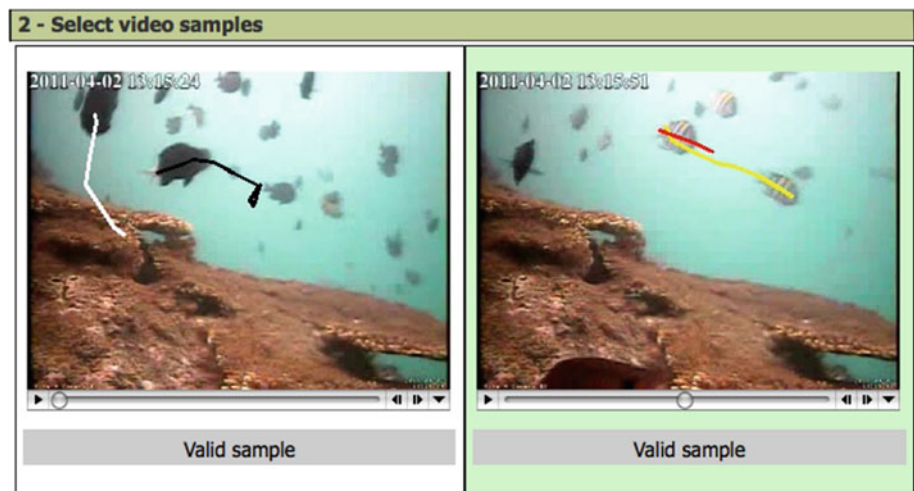 2 - Select video samples
2011-04-02 13:15:24
2011-04-02 13:15:51
Valid sample
Valid sample